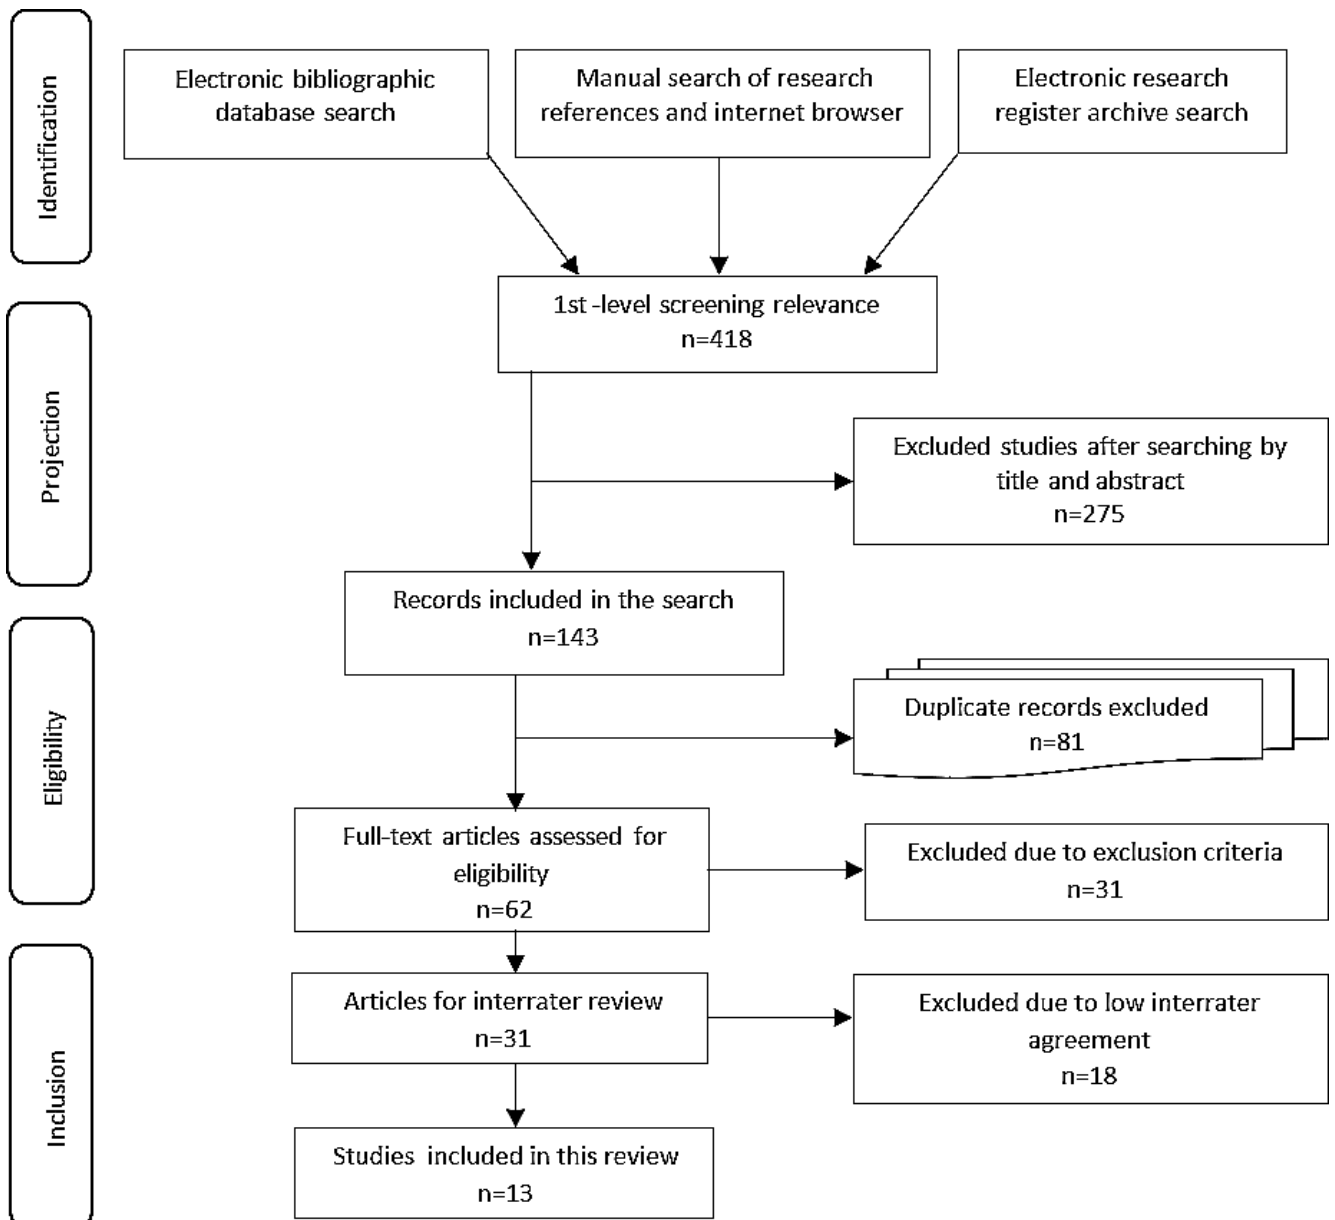 Identification
Electronic bibliographic
database search
Manual search of research
references and internet browser
Electronic research
register archive search
1st -level screening relevance
n=418
Projection
Excluded studies after searching by
title and abstract
n=275
Records included in the search
n=143
Eligibility
Duplicate records excluded
n=81
Full-text articles assessed for
eligibility
n=62
Excluded due to exclusion criteria
n=31
Inclusion
Articles for interrater review
n=31
Excluded due to low interrater
agreement
n=18
Studies included in this review
n=13